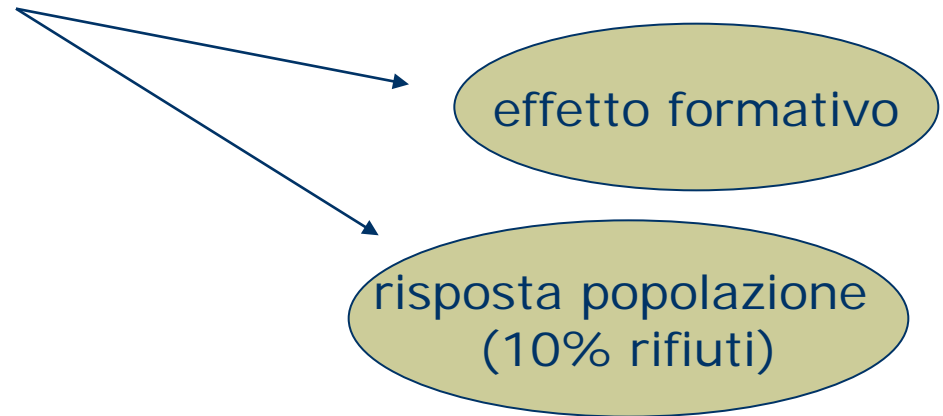 effetto formativo
risposta popolazione
(10% rifiuti)